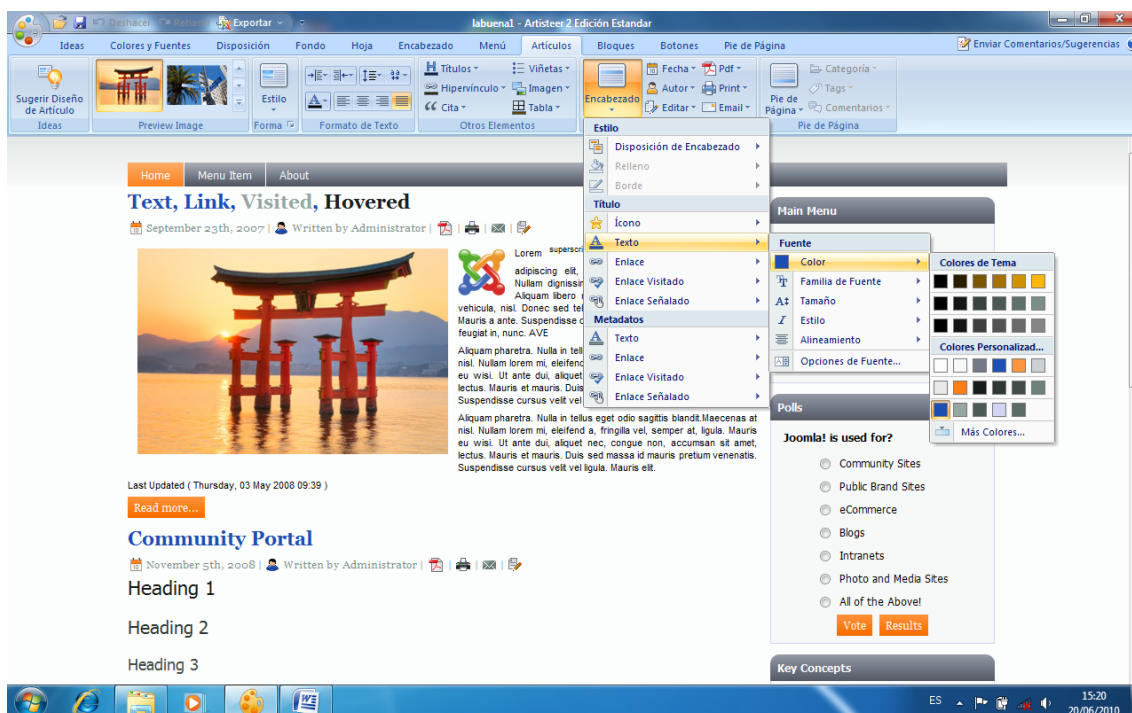 Deshacer Rehacer Exportar labuena1 - Artisteer 2 Edición Estandar
Ideas Colores y Fuentes Disposición Fondo Hoja Encabezado Menú Artículos Bloques Botones Pie de Página Enviar Comentarios/Sugerencias
Sugerir Diseño de Artículo
Ideas
Preview Image
Estilo
Forma
Formato de Texto
Títulos Viñetas
Hipervínculo Imagen
Cita Tabla
Otros Elementos
Encabezado
Fecha Pdf
Autor Print
Editar Email
Pie de Página
Categoría
Tags
Comentarios
Pie de Página
Estilo
Disposición de Encabezado
Relleno
Borde
Título
Ícono
Texto
Enlace
Enlace Visitado
Enlace Señalado
Metadatos
Texto
Enlace
Enlace Visitado
Enlace Señalado
Fuente
Color
Familia de Fuente
Tamaño
Estilo
Alineamiento
Opciones de Fuente...
Colores de Tema
Colores Personalizad...
Más Colores...
Home Menu Item About
Text, Link, Visited, Hovered
September 23th, 2007 | Written by Administrator | | | |
Lorem superscri
adipiscing elit,
Nullam dignissin
Aliquam libero
vehicula, nisl. Donec sed tel
Mauris a ante. Suspendisse c
feugiat in, nunc. AVE
Aliquam pharetra. Nulla in tell
nisl. Nullam lorem mi, eleifend
eu wisi. Ut ante dui, aliquet
lectus. Mauris et mauris. Duis
Suspendisse cursus velit vel
Aliquam pharetra. Nulla in tellus eget odio sagittis blandit.Maecenas at
nisl. Nullam lorem mi, eleifend a, fringilla vel, semper at, ligula. Mauris
eu wisi. Ut ante dui, aliquet nec, congue non, accumsan sit amet,
lectus. Mauris et mauris. Duis sed massa id mauris pretium venenatis.
Suspendisse cursus velit vel ligula. Mauris elit.
Last Updated ( Thursday, 03 May 2008 09:39 )
Read more...
Community Portal
November 5th, 2008 | Written by Administrator | | | |
Heading 1
Heading 2
Heading 3
Main Menu
Polls
Joomla! is used for?
Community Sites
Public Brand Sites
eCommerce
Blogs
Intranets
Photo and Media Sites
All of the Above!
Vote Results
Key Concepts
ES 15:20
20/06/2010